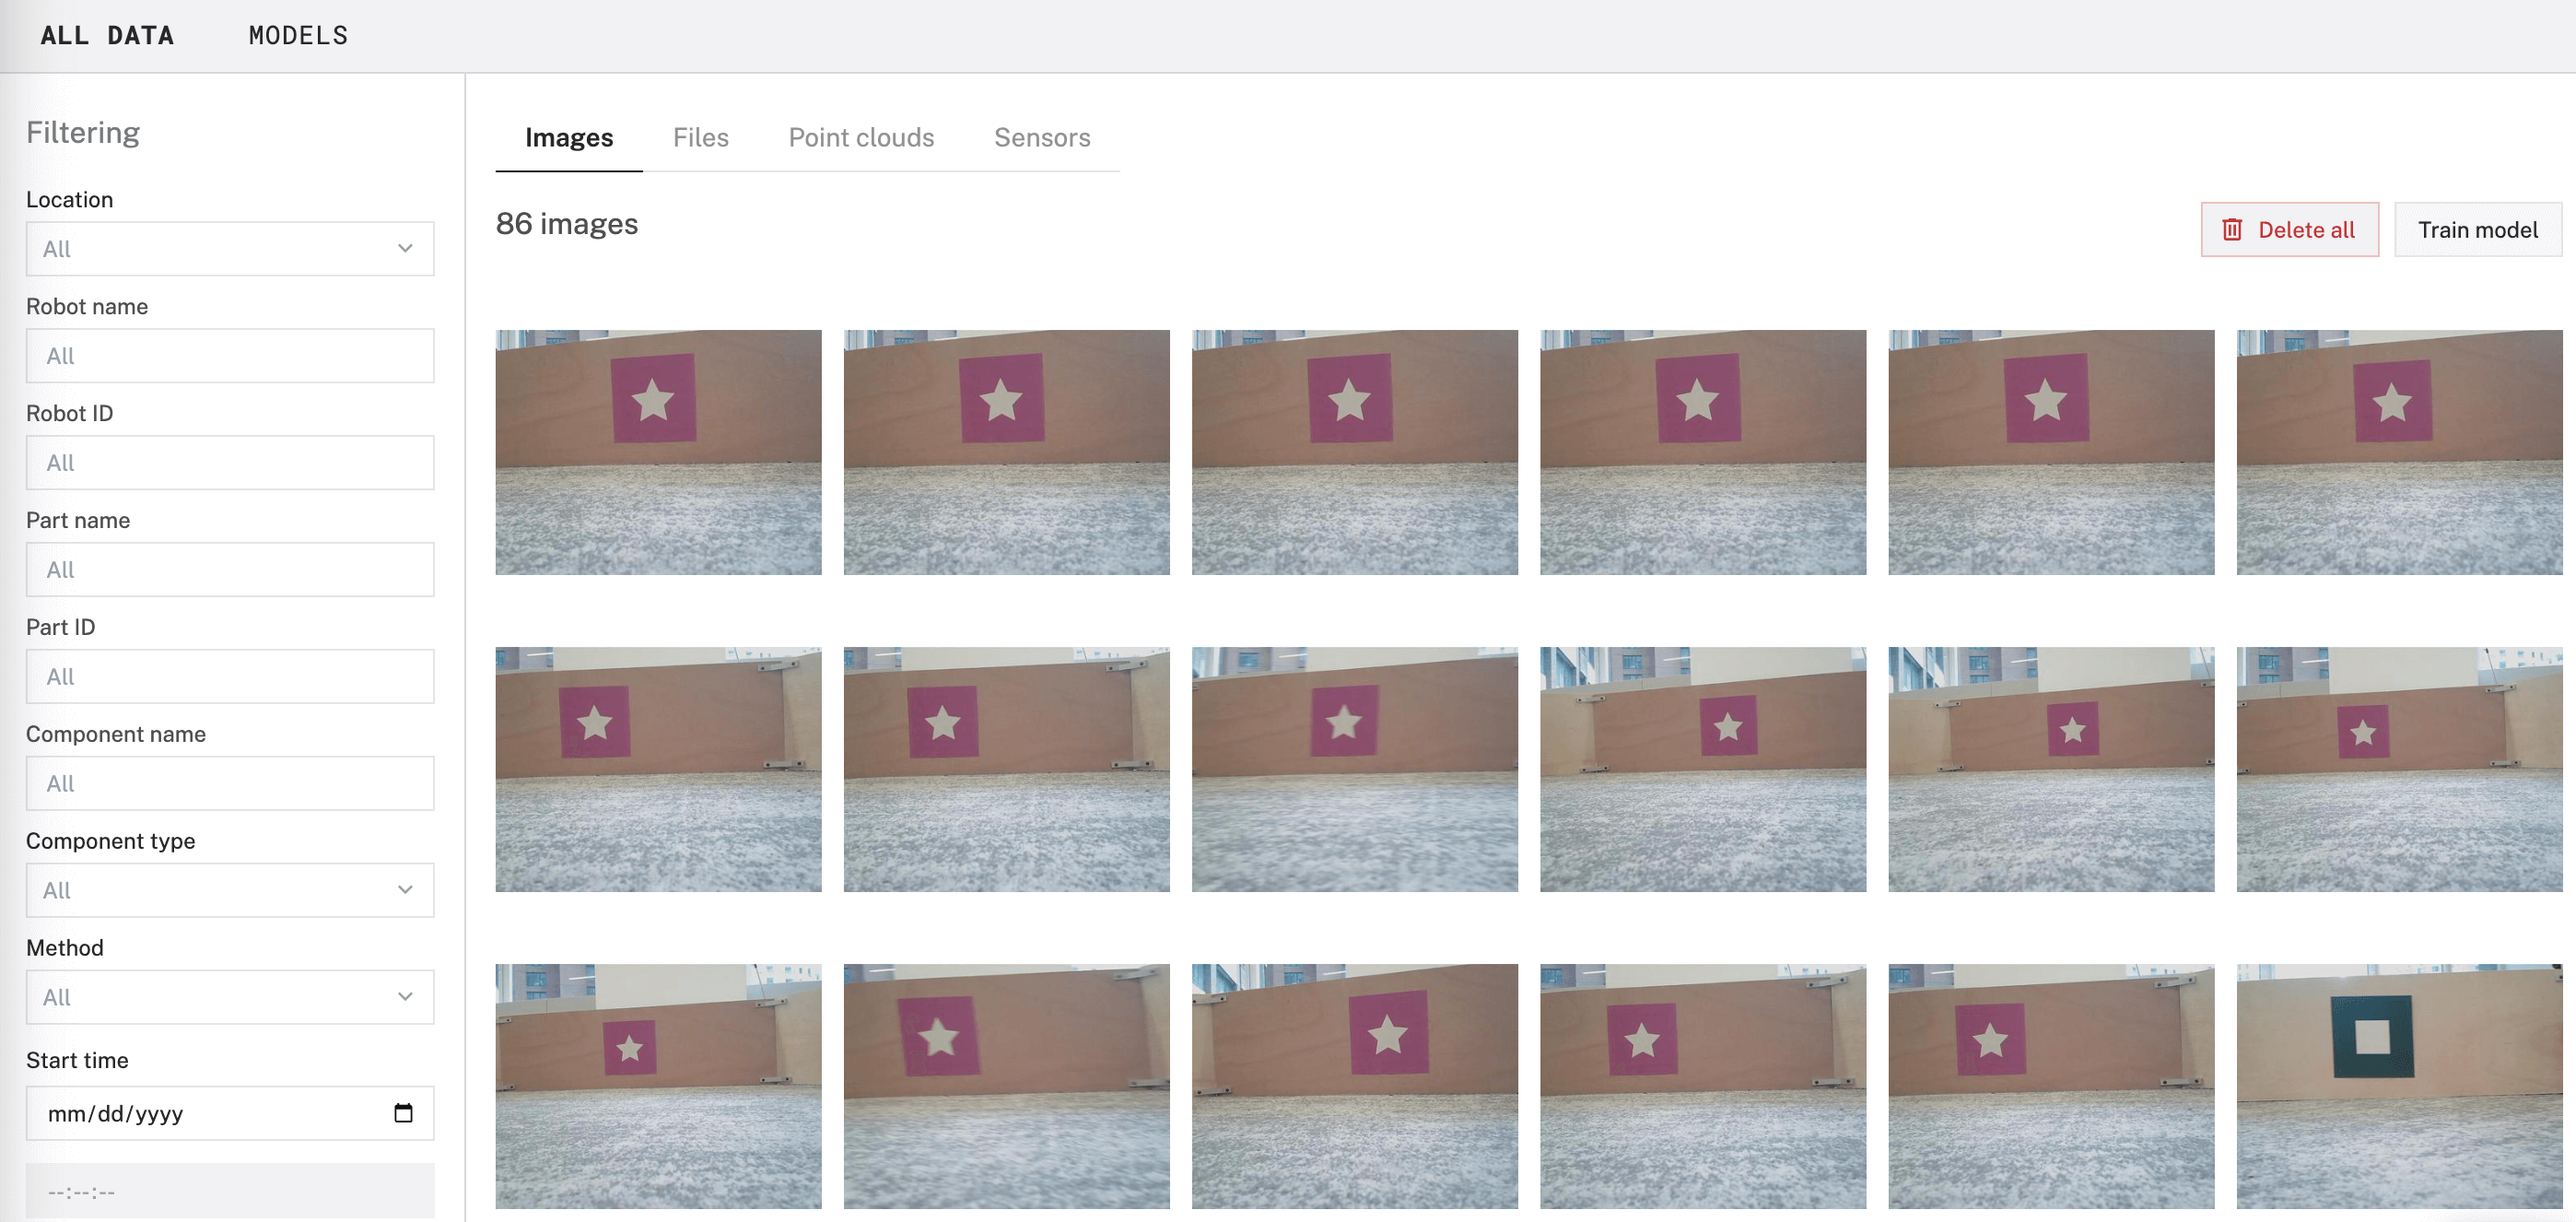 ALL DATA MODELS
Filtering
Location
All
Robot name
All
Robot ID
All
Part name
All
Part ID
All
Component name
All
Component type
All
Method
All
Start time
mm/dd/yyyy
--:--:--
Images Files Point clouds Sensors
86 images
Delete all Train model